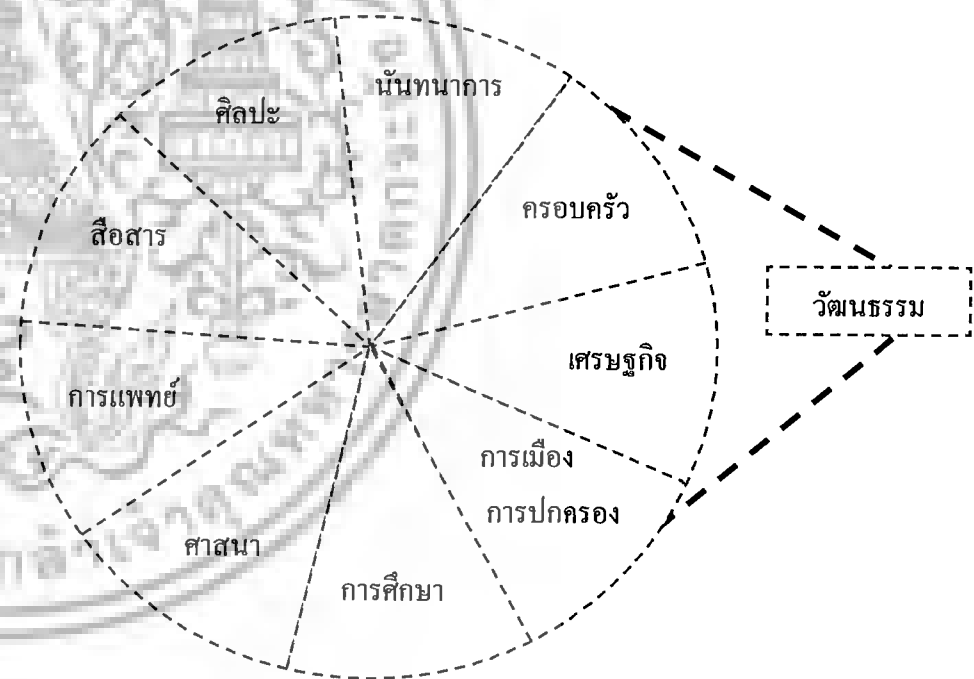 นันทนาการ
ศิลปะ
ครอบครัว
สื่อสาร
วัฒนธรรม
เศรษฐกิจ
การแพทย์
การเมือง
การปกครอง
ศาสนา
การศึกษา